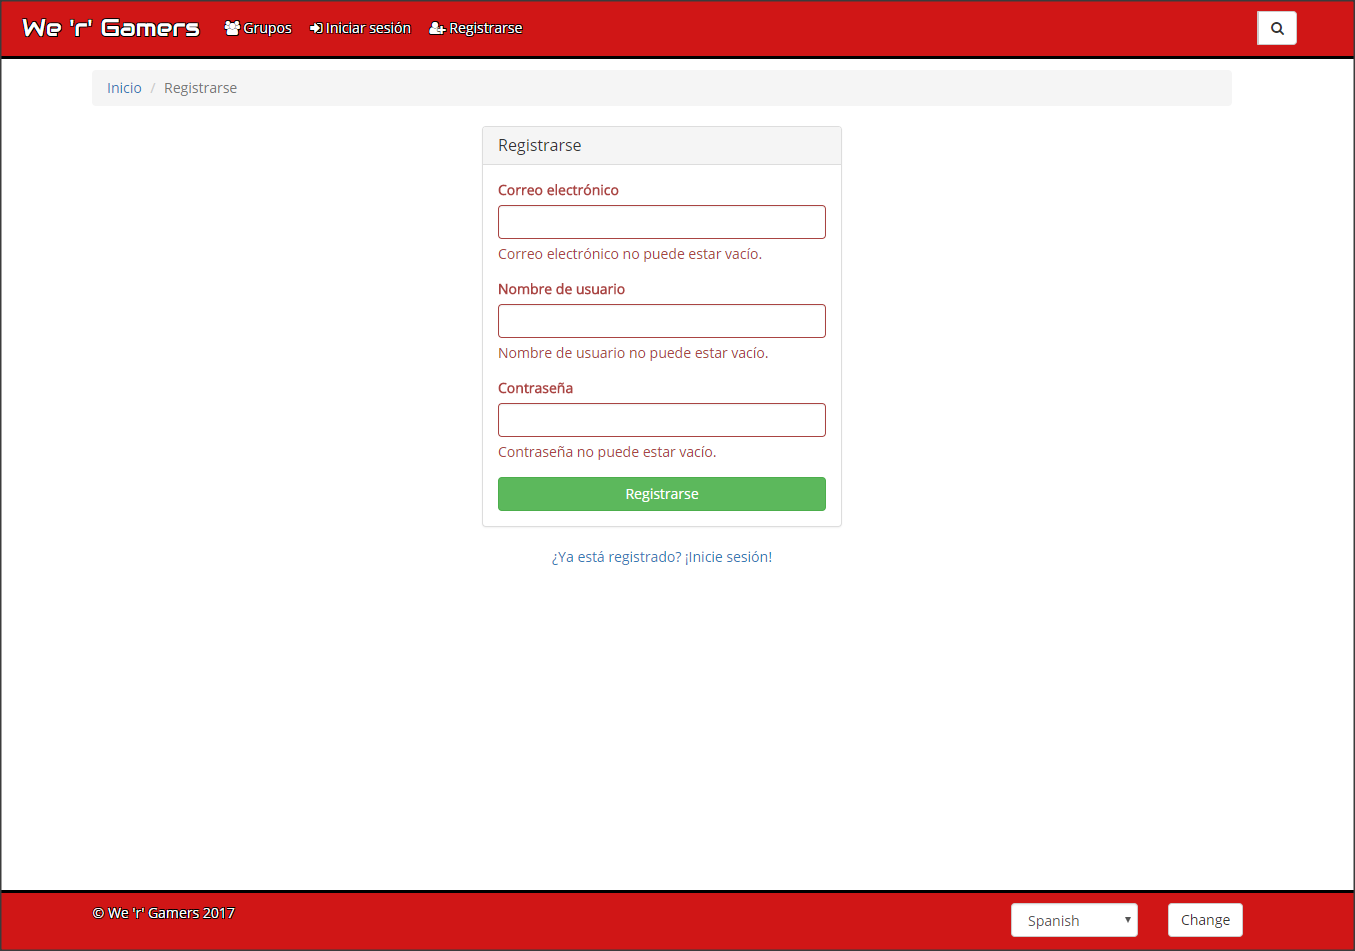 We 'r' Gamers Grupos Iniciar sesión Registrarse
Inicio / Registrarse
Registrarse
Correo electrónico
Correo electrónico no puede estar vacío.
Nombre de usuario
Nombre de usuario no puede estar vacío.
Contraseña
Contraseña no puede estar vacío.
Registrarse
¿Ya está registrado? ¡Inicie sesión!
© We 'r' Gamers 2017 Spanish Change